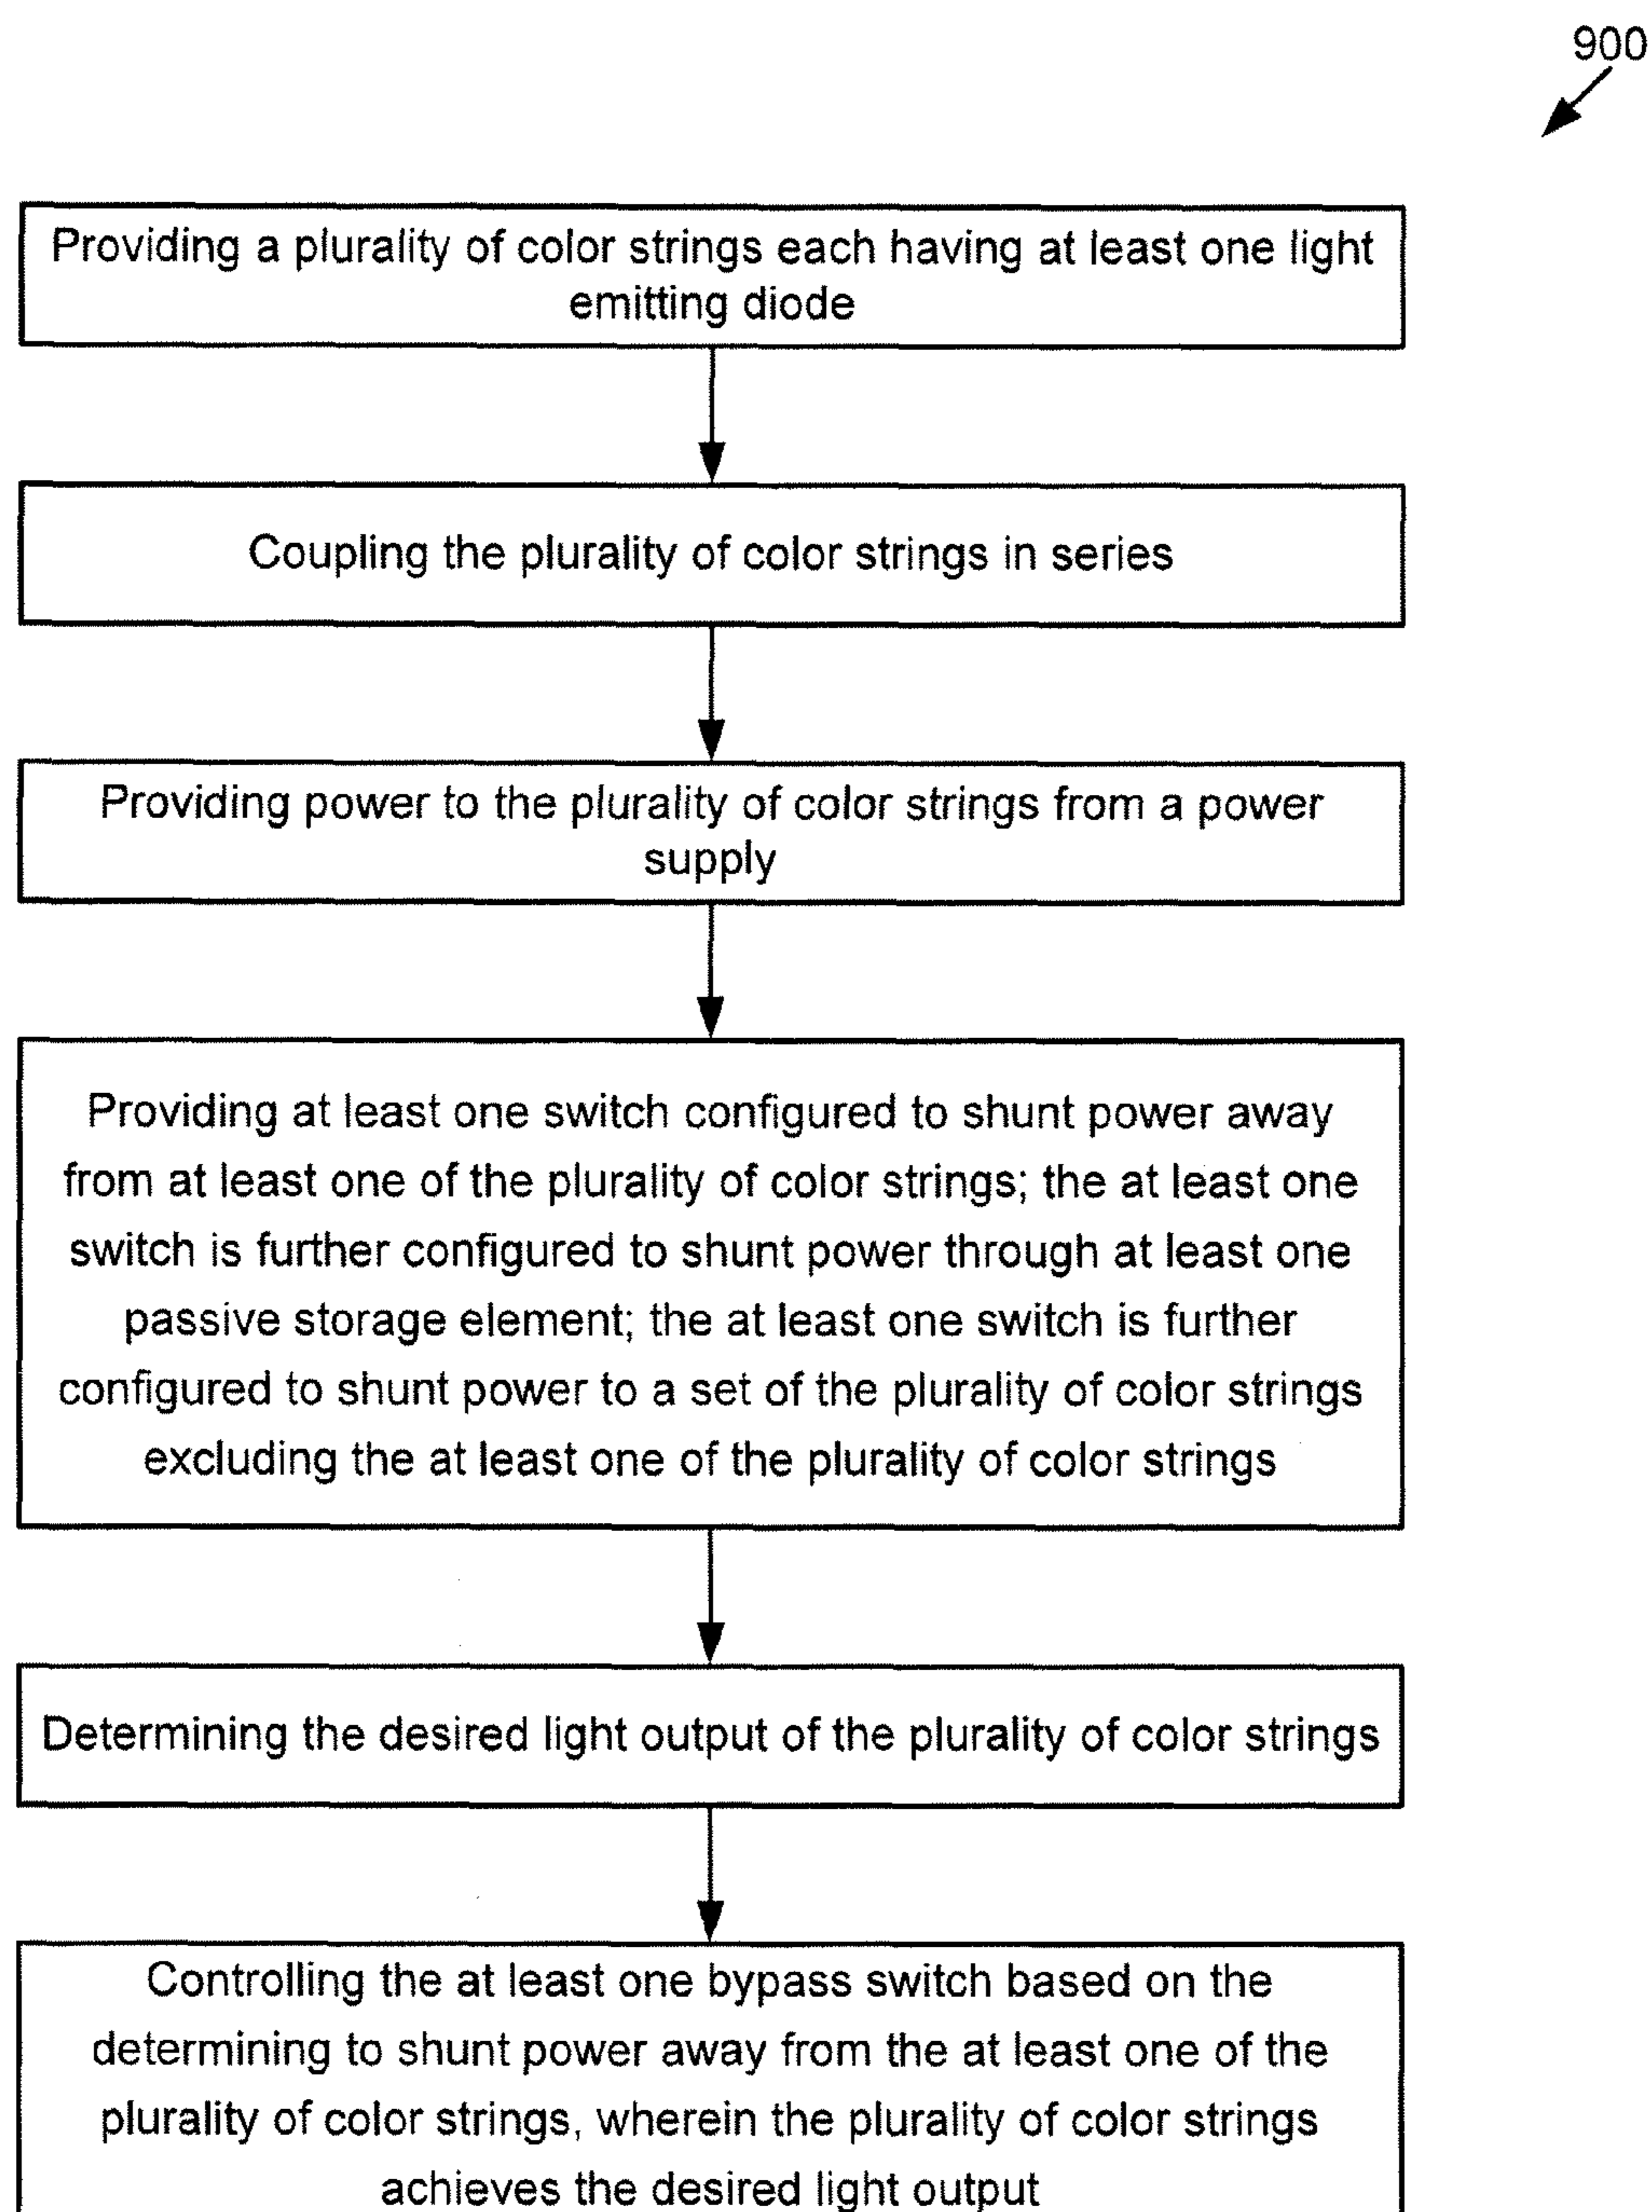 900
Providing a plurality of color strings each having at least one light
emitting diode
Coupling the plurality of color strings in series
Providing power to the plurality of color strings from a power
supply
Providing at least one switch configured to shunt power away
from at least one of the plurality of color strings; the at least one
switch is further configured to shunt power through at least one
passive storage element; the at least one switch is further
configured to shunt power to a set of the plurality of color strings
excluding the at least one of the plurality of color strings
Determining the desired light output of the plurality of color strings
Controlling the at least one bypass switch based on the
determining to shunt power away from the at least one of the
plurality of color strings, wherein the plurality of color strings
achieves the desired light output